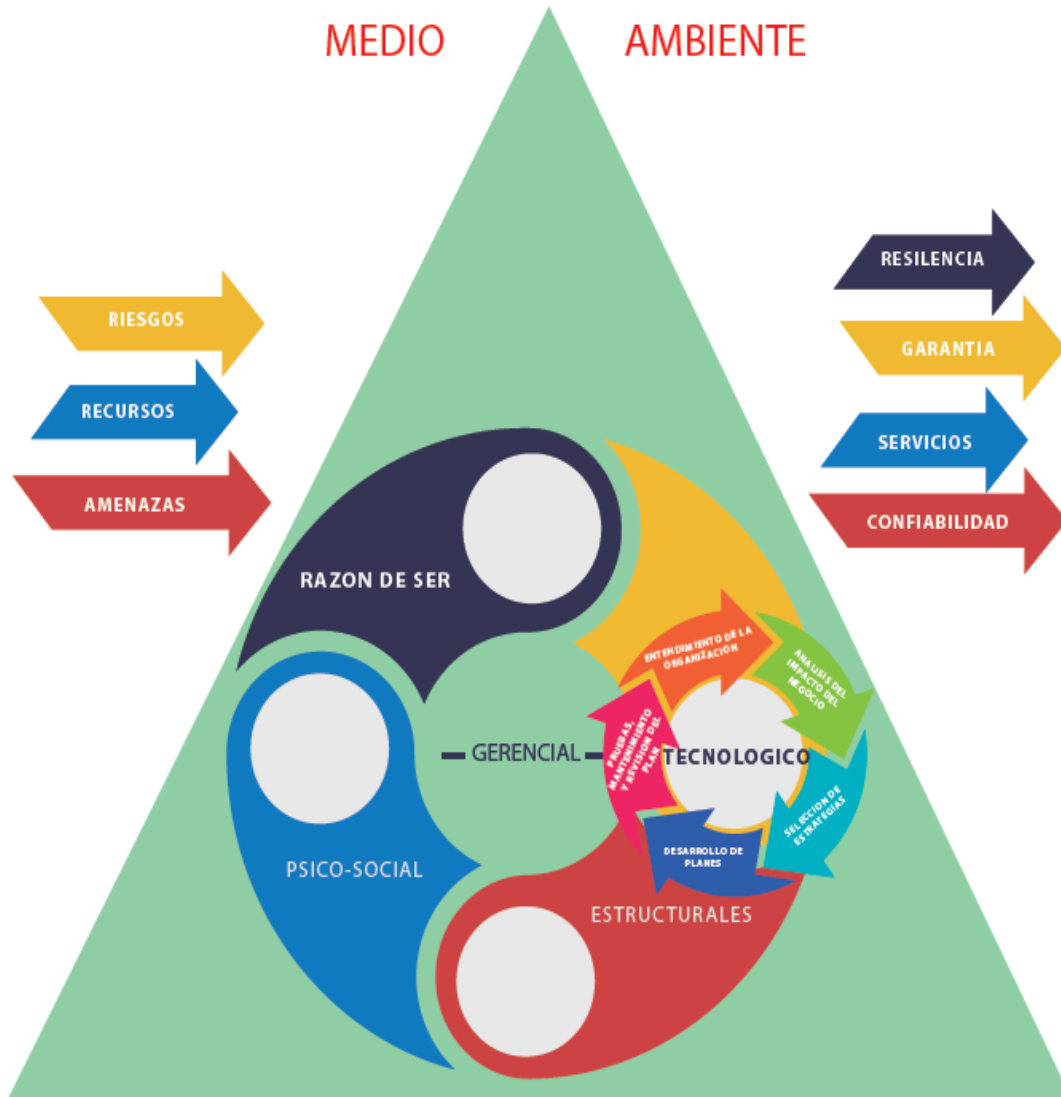 MEDIO AMBIENTE
RESILENCIA
RIESGOS
GARANTIA
RECURSOS
SERVICIOS
AMENAZAS
CONFIABILIDAD
RAZON DE SER
ENTENDIMIENTO DE LA
ORGANIZACIÓN
ANALISIS DEL
IMPACTO DEL
NEGOCIO
PRUEBAS,
MANTENIMIENTO
Y REVISION DEL
PLAN
GERENCIAL
TECNOLOGICO
SELECCIÓN DE
ESTRATEGIAS
DESARROLLO DE
PLANES
PSICO-SOCIAL
ESTRUCTURALES